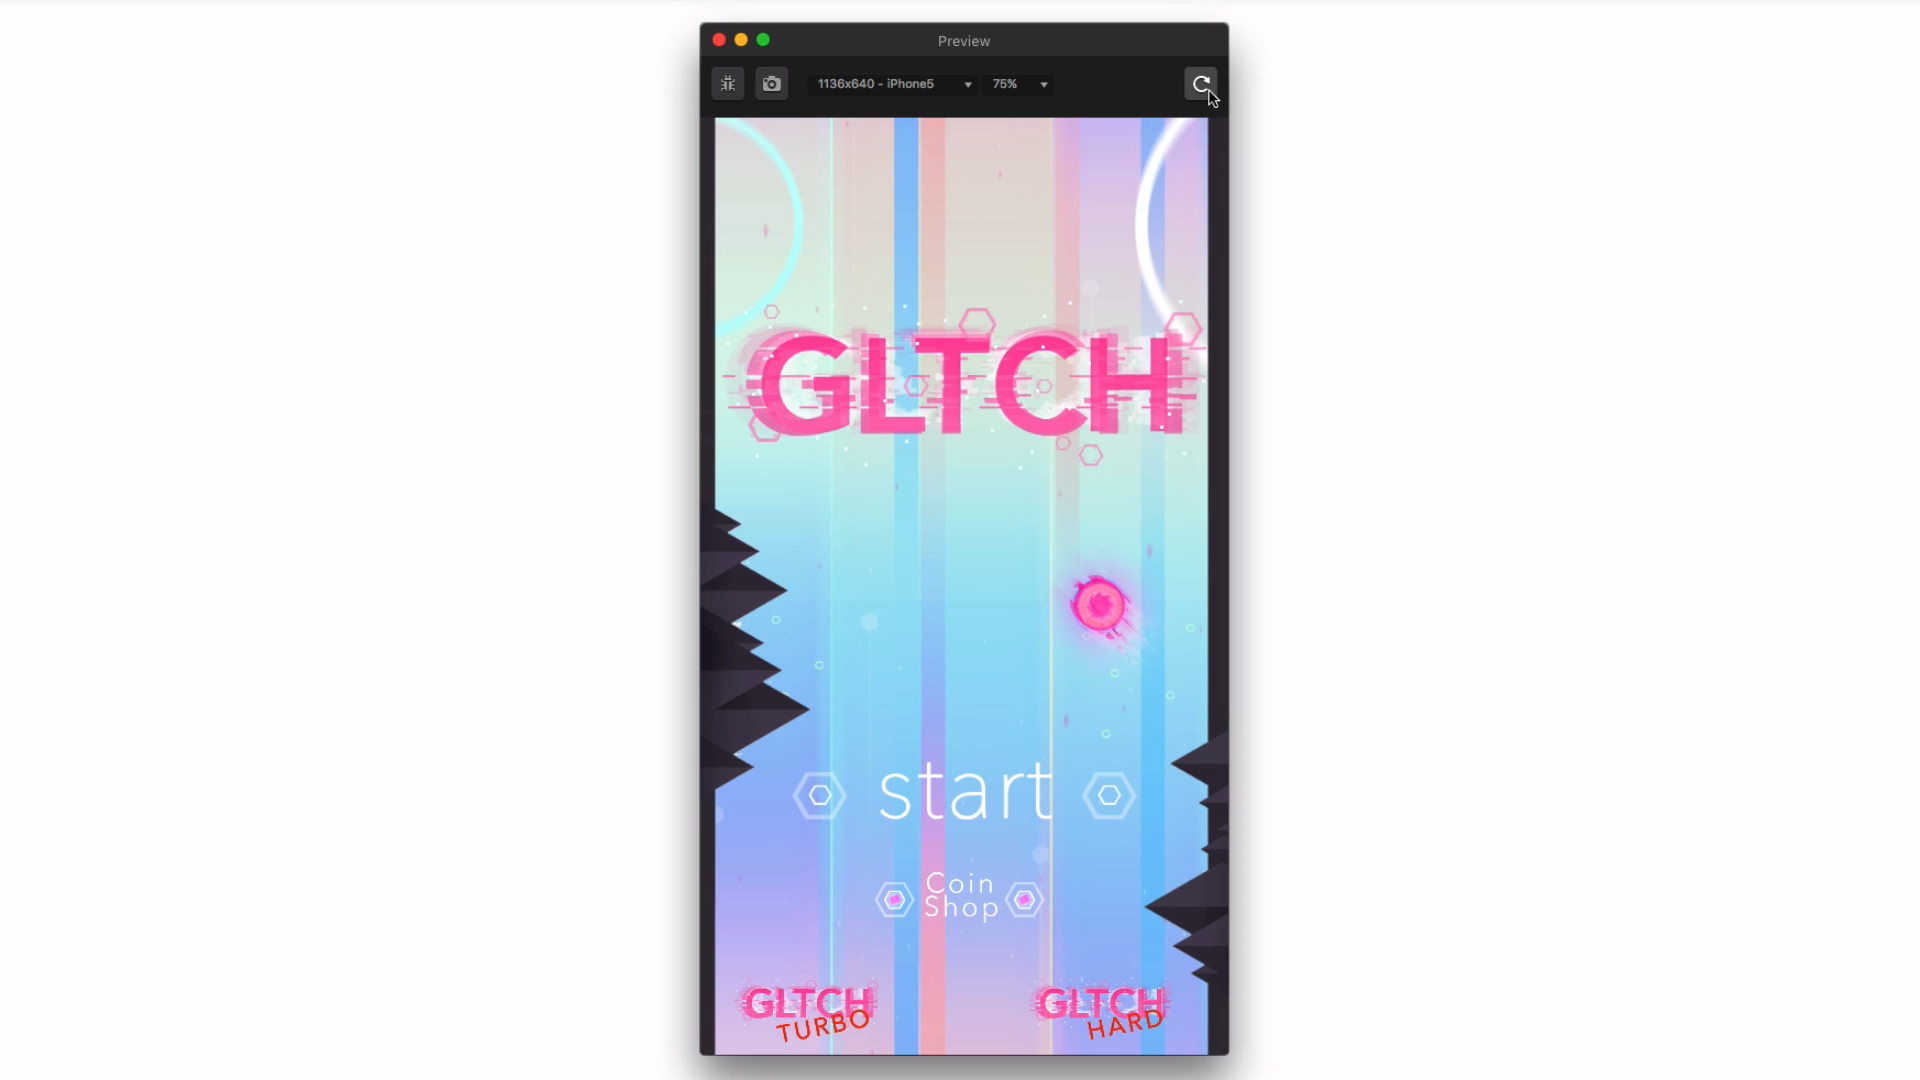 Preview
1136x640 - iPhone5 75%
GLTCH
start
Coin
Shop
GLTCH
TURBO
GLTCH
HARD